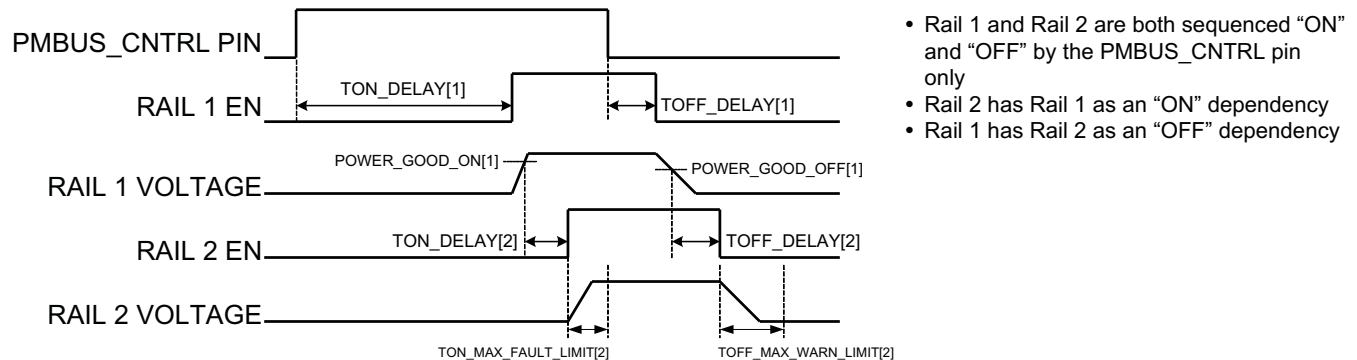 PMBUS_CNTRL PIN
RAIL 1 EN
TON_DELAY[1]
TOFF_DELAY[1]
RAIL 1 VOLTAGE
POWER_GOOD_ON[1]
POWER_GOOD_OFF[1]
RAIL 2 EN
TON_DELAY[2]
TOFF_DELAY[2]
RAIL 2 VOLTAGE
TON_MAX_FAULT_LIMIT[2]
TOFF_MAX_WARN_LIMIT[2]
• Rail 1 and Rail 2 are both sequenced “ON”
and “OFF” by the PMBUS_CNTRL pin
only
• Rail 2 has Rail 1 as an “ON” dependency
• Rail 1 has Rail 2 as an “OFF” dependency